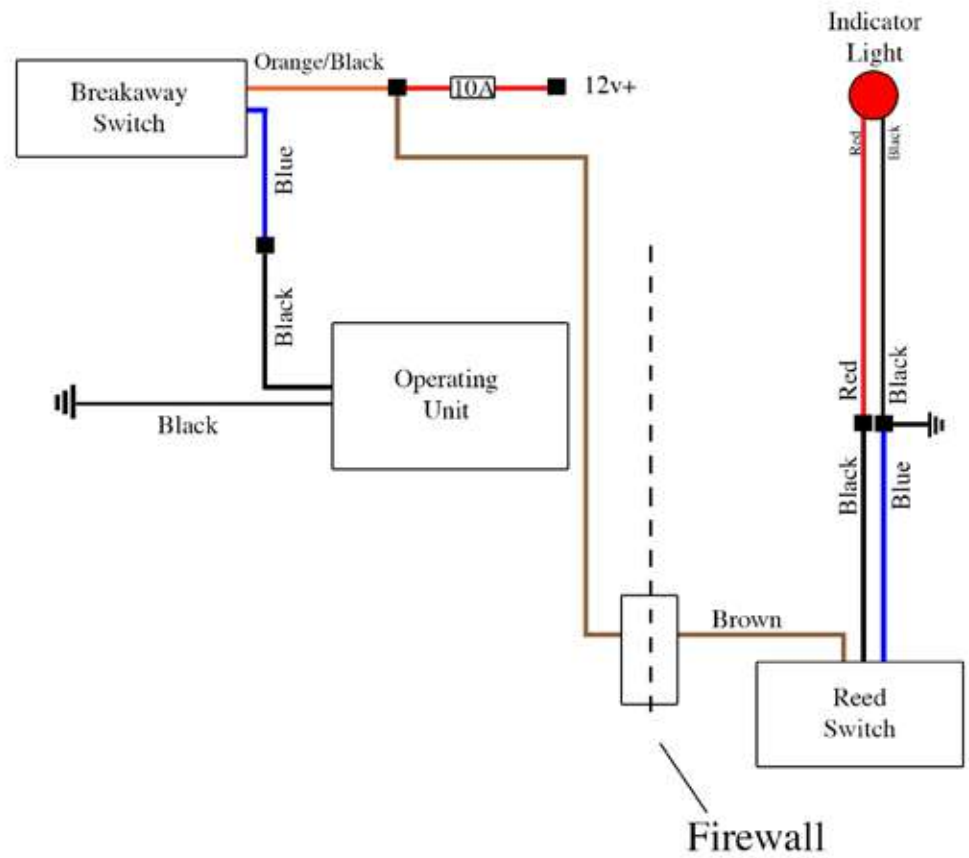 Indicator
Light
Orange/Black
10A
12v+
Breakaway
Switch
Red
Black
Blue
Black
Operating
Unit
Black
Red
Black
Black
Blue
Brown
Reed
Switch
Firewall